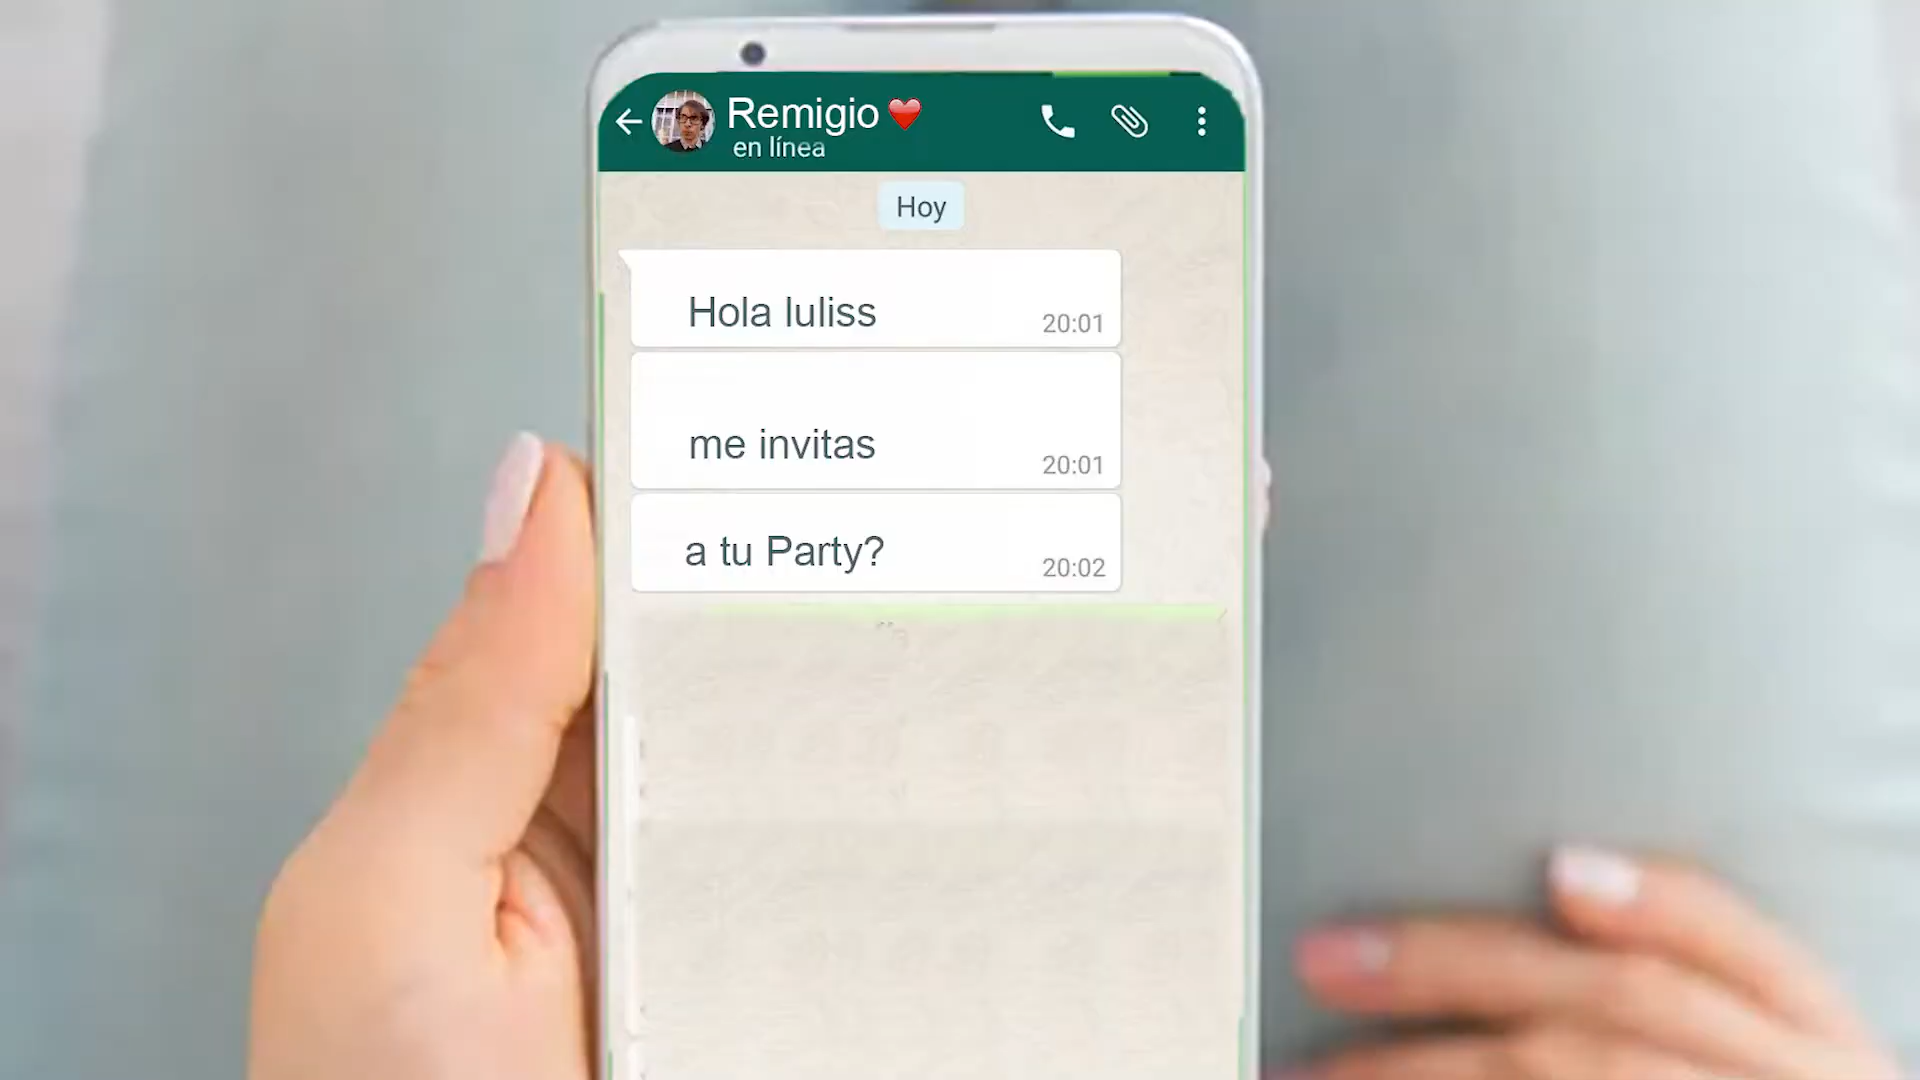 Remigio ❤️
en línea
Hoy
Hola luliss
20:01
me invitas
20:01
a tu Party?
20:02